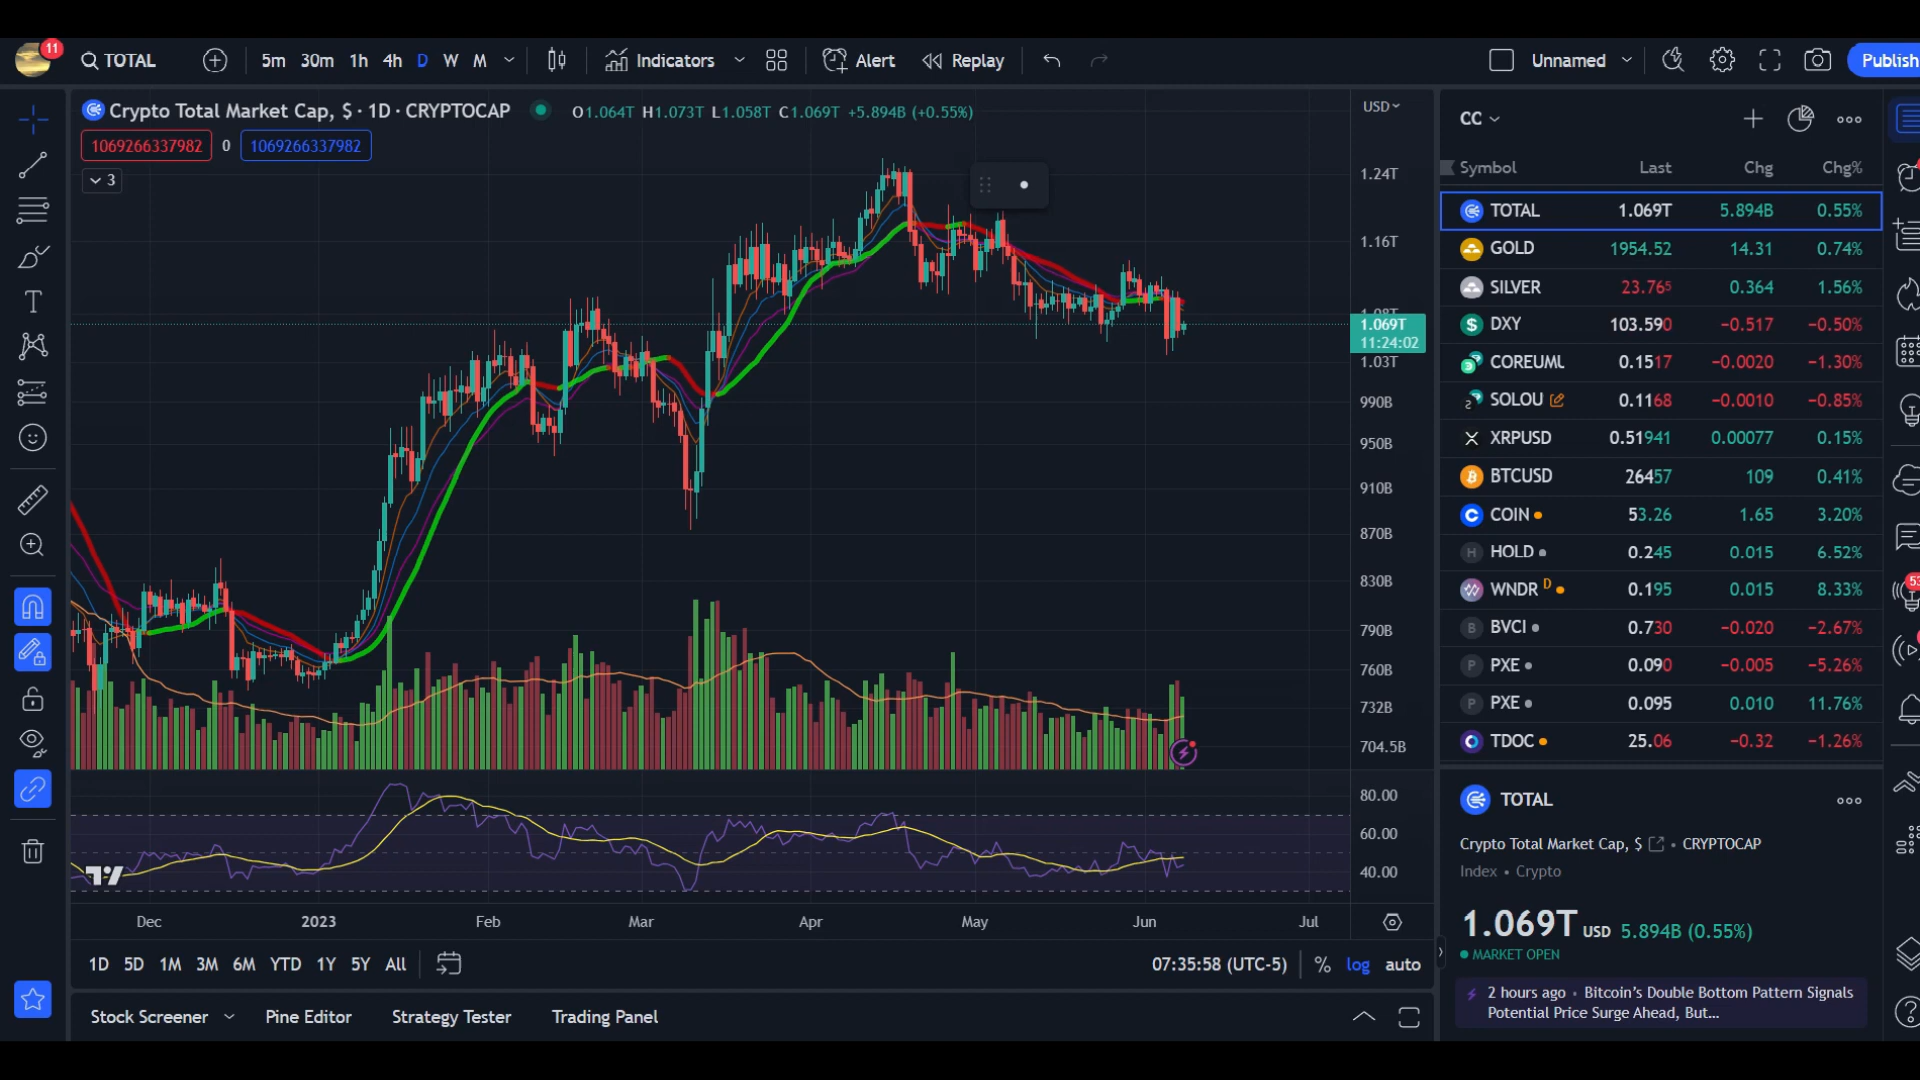 11
TOTAL
5m 30m 1h 4h D W M
Indicators
Alert
Replay
Unnamed
Publish
Crypto Total Market Cap, $ · 1D · CRYPTOCAP
O1.064T H1.073T L1.058T C1.069T +5.894B (+0.55%)
1069266337982 0 1069266337982
3
USD
1.24T
1.16T
1.08T
1.069T
11:24:02
1.03T
990B
950B
910B
870B
830B
790B
760B
732B
704.5B
80.00
60.00
40.00
Dec 2023 Feb Mar Apr May Jun Jul
1D 5D 1M 3M 6M YTD 1Y 5Y All
07:35:58 (UTC-5) % log auto
Stock Screener Pine Editor Strategy Tester Trading Panel
CC
Symbol Last Chg Chg%
TOTAL 1.069T 5.894B 0.55%
GOLD 1954.52 14.31 0.74%
SILVER 23.765 0.364 1.56%
DXY 103.590 −0.517 −0.50%
COREUM 0.1517 −0.0020 −1.30%
SOLOU 0.1168 −0.0010 −0.85%
XRPUSD 0.51941 0.00077 0.15%
BTCUSD 26457 109 0.41%
COIN 53.26 1.65 3.20%
H HOLD 0.245 0.015 6.52%
WNDR D 0.195 0.015 8.33%
B BVCI 0.730 −0.020 −2.67%
P PXE 0.090 −0.005 −5.26%
P PXE 0.095 0.010 11.76%
TDOC 25.06 −0.32 −1.26%
53
TOTAL
Crypto Total Market Cap, $ • CRYPTOCAP
Index • Crypto
1.069T USD 5.894B (0.55%)
MARKET OPEN
2 hours ago • Bitcoin's Double Bottom Pattern Signals
Potential Price Surge Ahead, But...